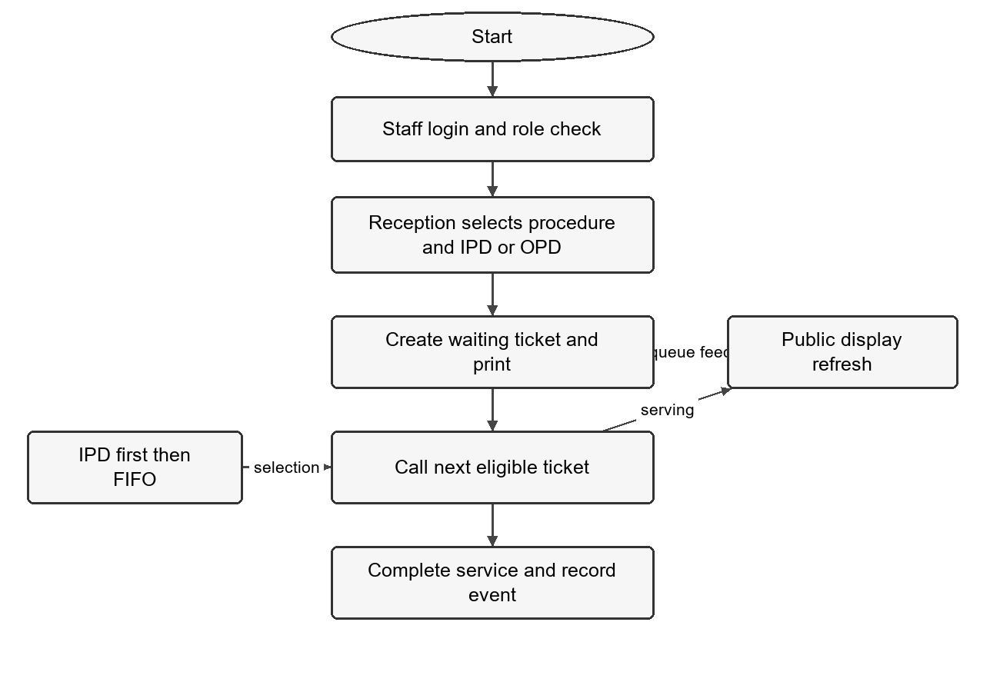 Start
Staff login and role check
Reception selects procedure
and IPD or OPD
Create waiting ticket and
print
queue feed
Public display
refresh
serving
IPD first then
FIFO
selection
Call next eligible ticket
Complete service and record
event